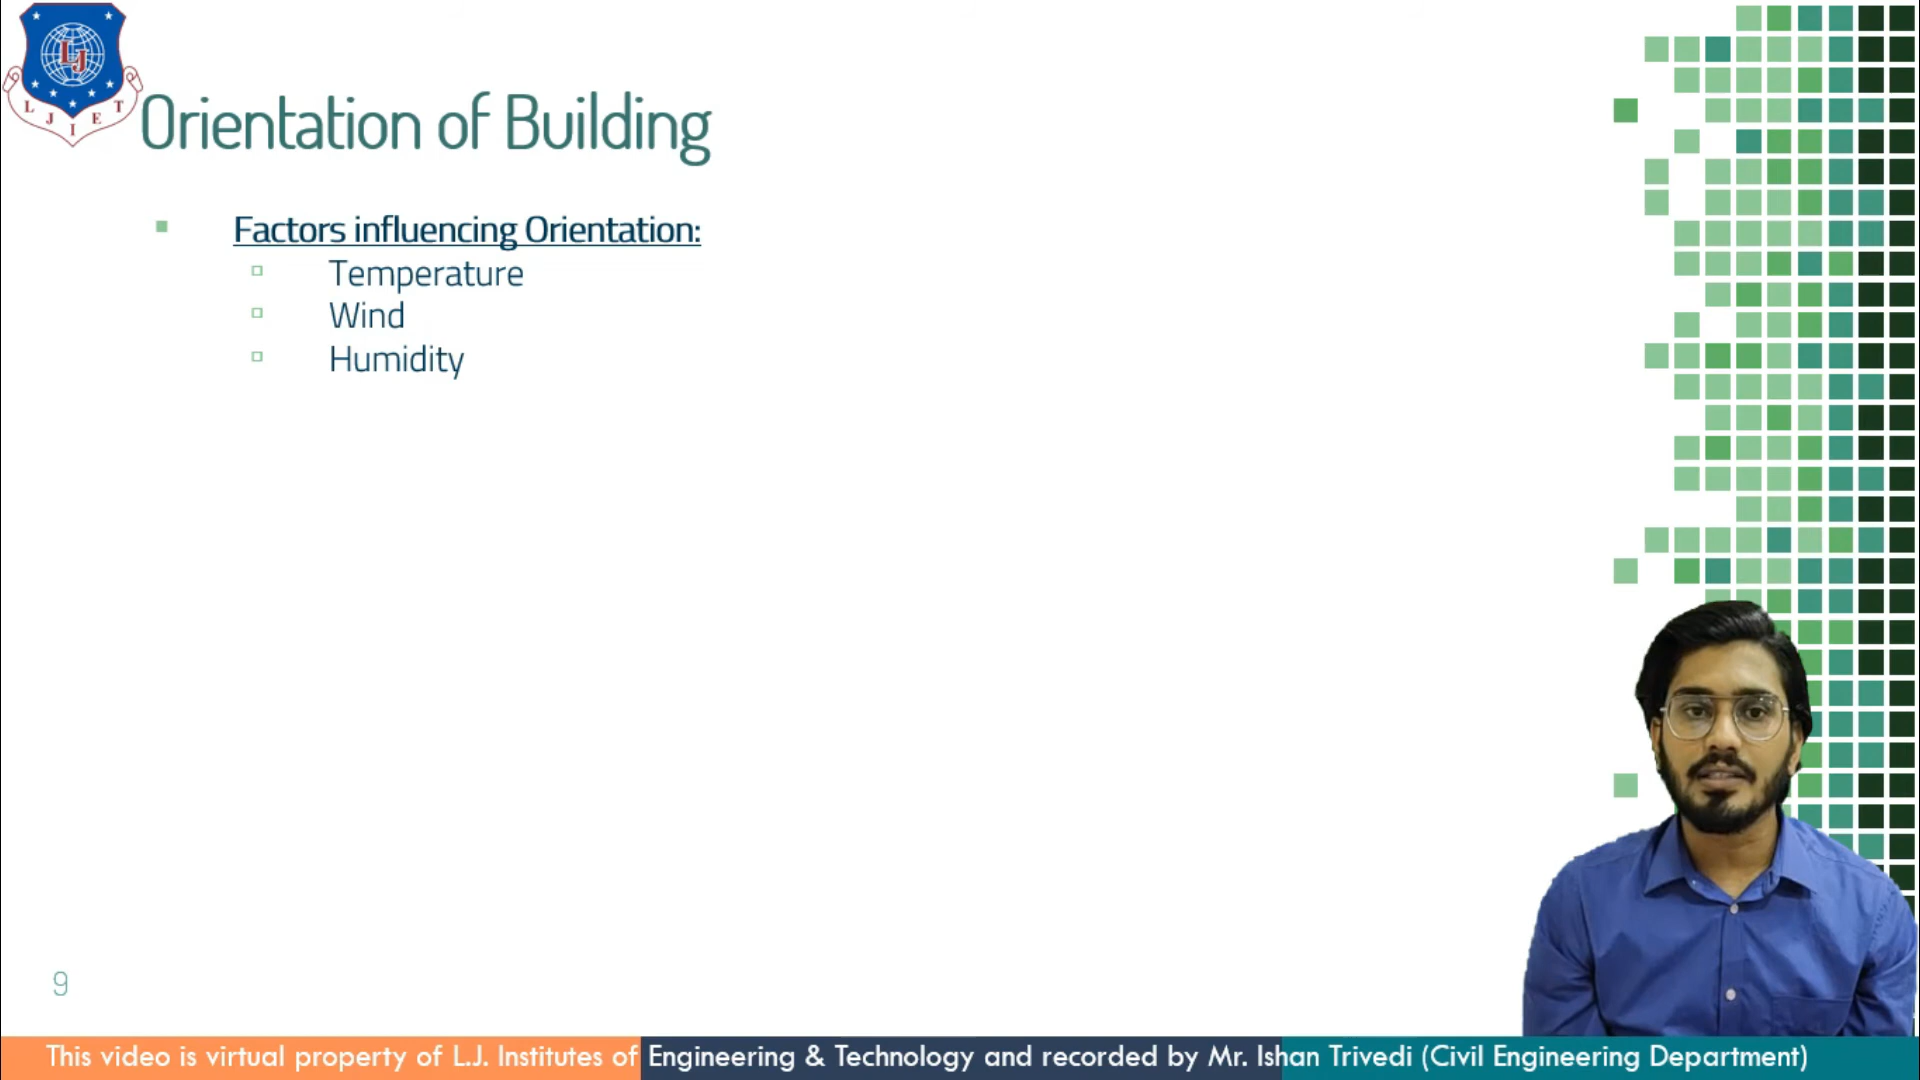 L J I E T
LJ
Orientation of Building
Factors influencing Orientation:
Temperature
Wind
Humidity
9
This video is virtual property of L.J. Institutes of Engineering & Technology and recorded by Mr. Ishan Trivedi (Civil Engineering Department)